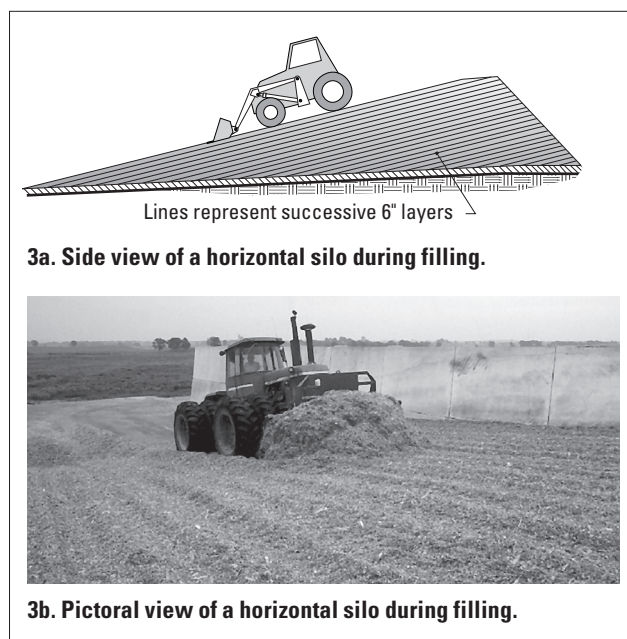 Lines represent successive 6" layers
3a. Side view of a horizontal silo during filling.
3b. Pictoral view of a horizontal silo during filling.